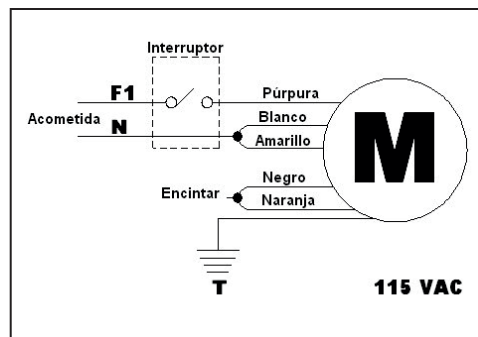 Interruptor
F1
Púrpura
Blanco
Acometida
N
Amarillo
M
Negro
Encintar
Naranja
T
115 VAC